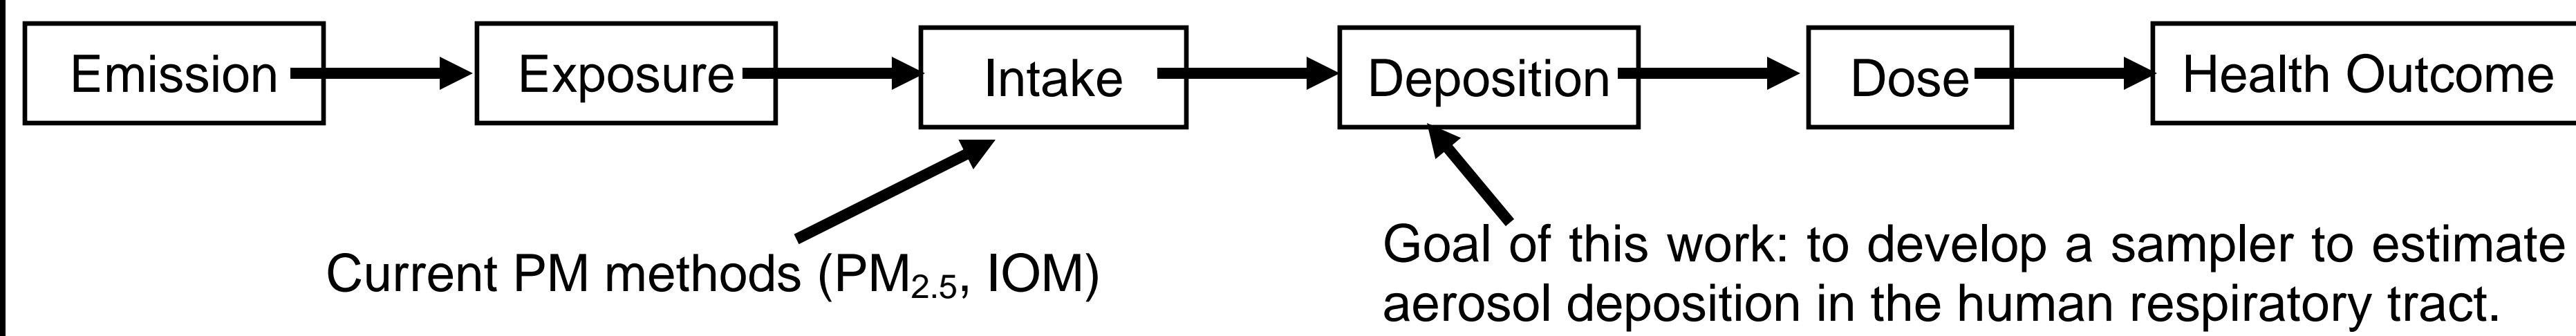 Emission
Exposure
Intake
Deposition
Dose
Health Outcome
Current PM methods (PM₂.₅, IOM)
Goal of this work: to develop a sampler to estimate
aerosol deposition in the human respiratory tract.